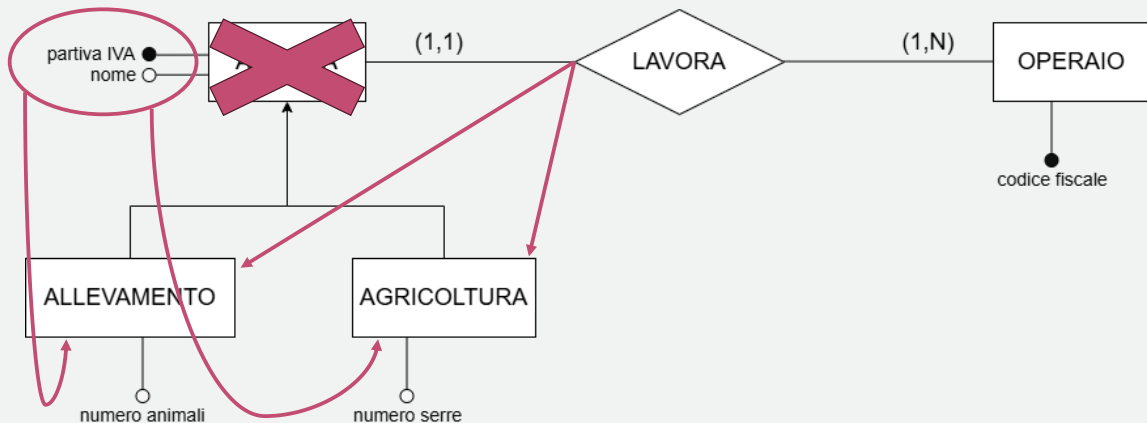 partiva IVA
nome
(1,1)
LAVORA
(1,N)
OPERAIO
codice fiscale
ALLEVAMENTO
AGRICOLTURA
numero animali
numero serre